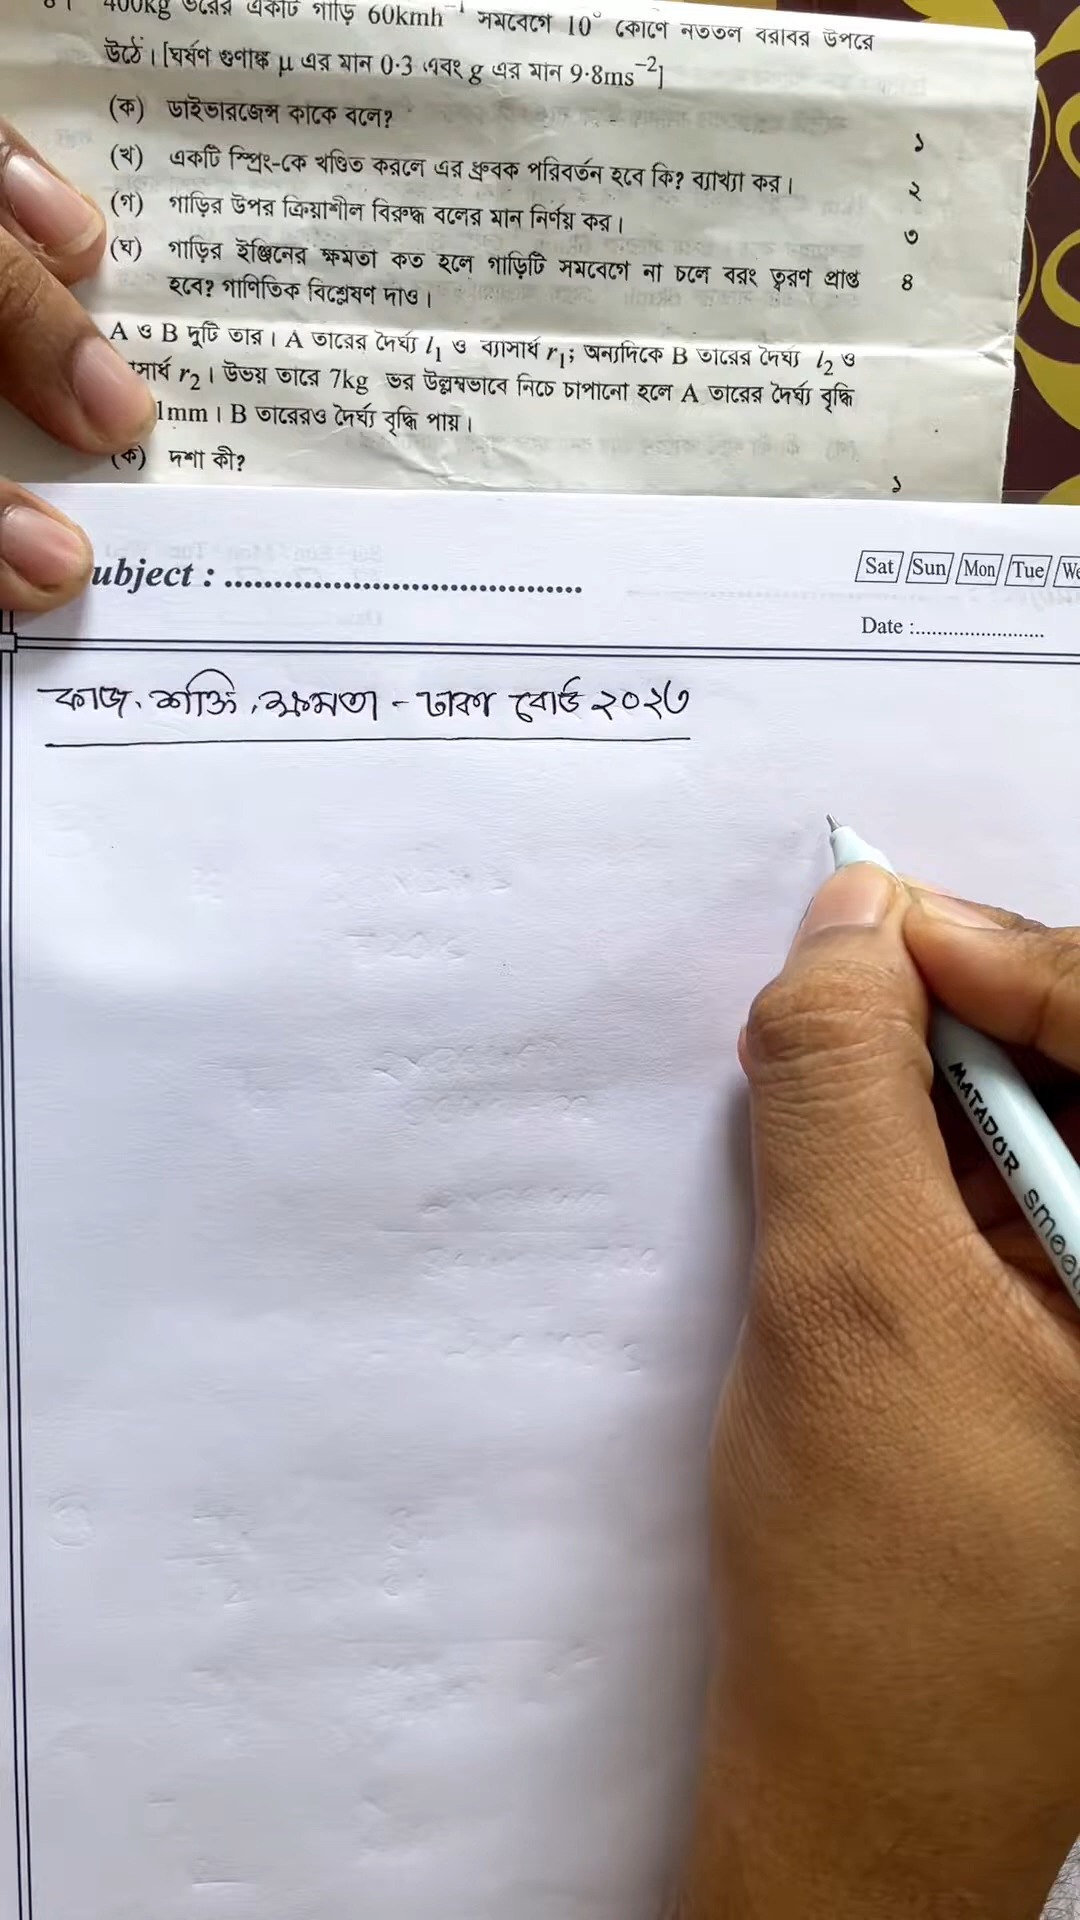 400kg ভরের একটি গাড়ি 60kmh⁻¹ সমবেগে 10° কোণে নততল বরাবর উপরে
উঠে। [ঘর্ষণ গুণাঙ্ক μ এর মান 0·3 এবং g এর মান 9·8ms⁻²]
(ক) ডাইভারজেন্স কাকে বলে? ১
(খ) একটি স্প্রিং-কে খণ্ডিত করলে এর ধ্রুবক পরিবর্তন হবে কি? ব্যাখ্যা কর। ২
(গ) গাড়ির উপর ক্রিয়াশীল বিরুদ্ধ বলের মান নির্ণয় কর। ৩
(ঘ) গাড়ির ইঞ্জিনের ক্ষমতা কত হলে গাড়িটি সমবেগে না চলে বরং ত্বরণ প্রাপ্ত ৪
হবে? গাণিতিক বিশ্লেষণ দাও।
A ও B দুটি তার। A তারের দৈর্ঘ্য l₁ ও ব্যাসার্ধ r₁; অন্যদিকে B তারের দৈর্ঘ্য l₂ ও
সার্ধ r₂। উভয় তারে 7kg ভর উল্লম্বভাবে নিচে চাপানো হলে A তারের দৈর্ঘ্য বৃদ্ধি
1mm। B তারেরও দৈর্ঘ্য বৃদ্ধি পায়।
(ক) দশা কী? ১
ubject : ....................................
Sat Sun Mon Tue We
Date :........................
কাজ, শক্তি, ক্ষমতা - ঢাকা বোর্ড ২০২৩
MATADOR smoot